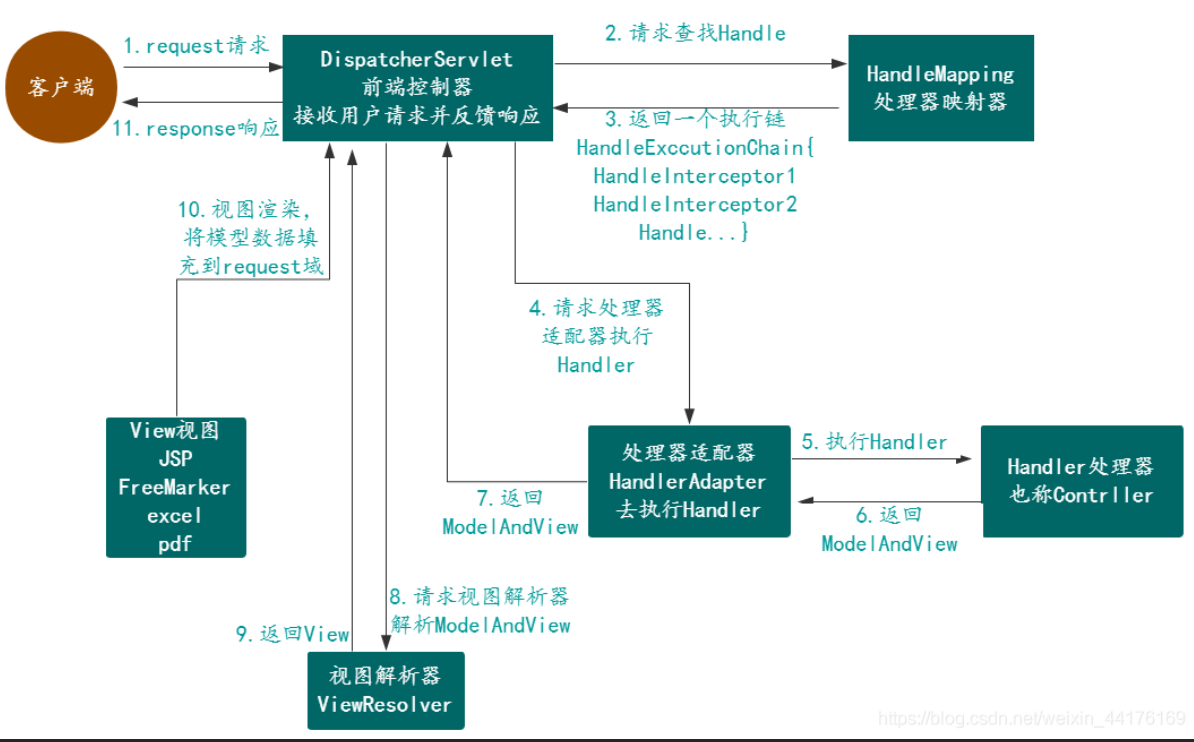 1.request请求
2.请求查找Handle
DispatcherServlet
前端控制器
接收用户请求并反馈响应
HandleMapping
处理器映射器
客户端
11.response响应
3.返回一个执行链
HandleExccutionChain{
HandleInterceptor1
HandleInterceptor2
Handle...}
10.视图渲染，
将模型数据填
充到request域
4.请求处理器
适配器执行
Handler
View视图
JSP
FreeMarker
excel
pdf
处理器适配器
HandlerAdapter
去执行Handler
5.执行Handler
Handler处理器
也称Contrller
6.返回
ModelAndView
7.返回
ModelAndView
8.请求视图解析器
解析ModelAndView
9.返回View
视图解析器
ViewResolver
https://blog.csdn.net/weixin_44176169